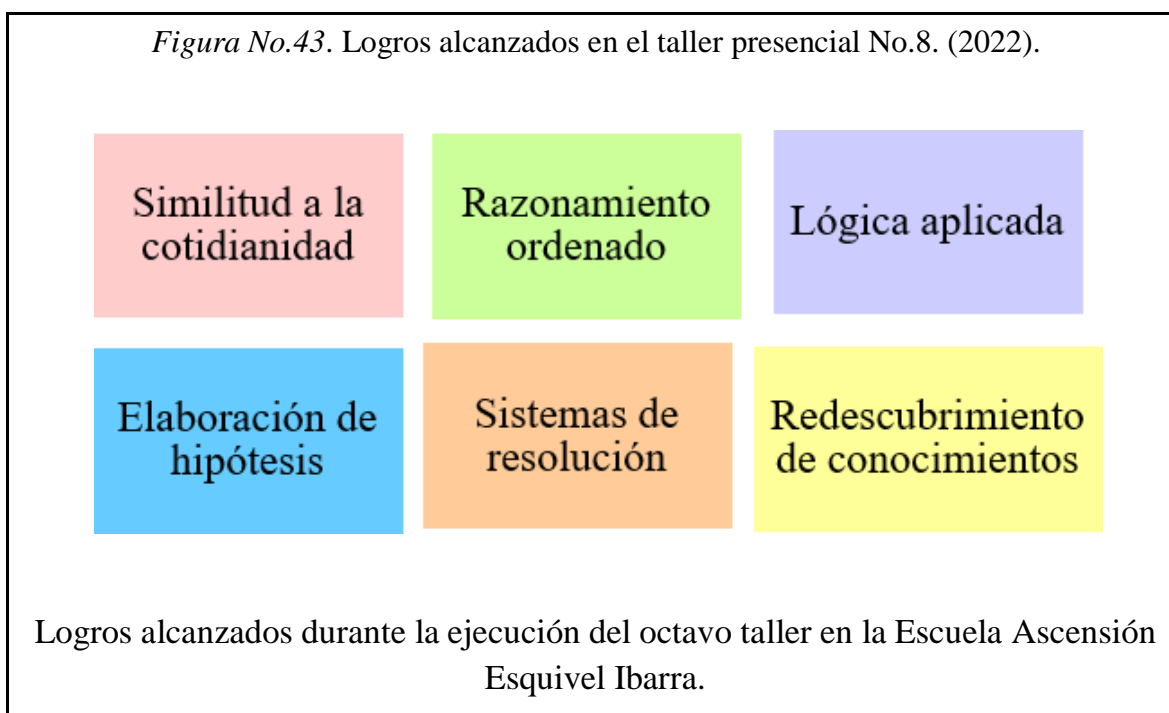 Figura No.43. Logros alcanzados en el taller presencial No.8. (2022).
Similitud a la
cotidianidad
Razonamiento
ordenado
Lógica aplicada
Elaboración de
hipótesis
Sistemas de
resolución
Redescubrimiento
de conocimientos
Logros alcanzados durante la ejecución del octavo taller en la Escuela Ascensión
Esquivel Ibarra.